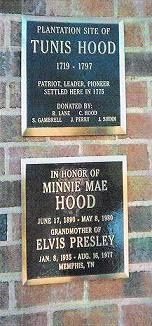 PLANTATION SITE OF
TUNIS HOOD
1719 - 1797
PATRIOT, LEADER, PIONEER
SETTLED HERE IN 1775
DONATED BY:
R. LANE C. HOOD
S. GAMBRELL J. PERRY J. SHINN
IN HONOR OF
MINNIE MAE
HOOD
JUNE 17, 1890 - MAY 8, 1980
GRANDMOTHER OF
ELVIS PRESLEY
JAN. 8, 1935 - AUG. 16, 1977
MEMPHIS, TN